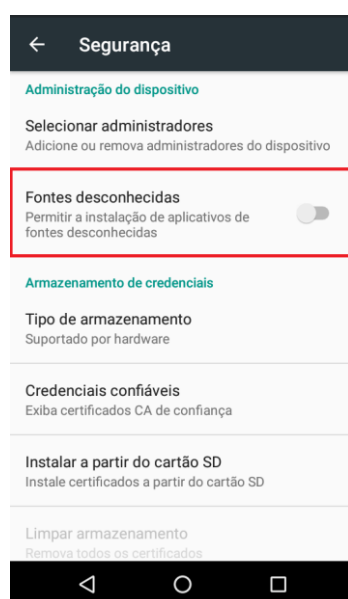 Segurança
Administração do dispositivo
Selecionar administradores
Adicione ou remova administradores do dispositivo
Fontes desconhecidas
Permitir a instalação de aplicativos de
fontes desconhecidas
Armazenamento de credenciais
Tipo de armazenamento
Suportado por hardware
Credenciais confiáveis
Exiba certificados CA de confiança
Instalar a partir do cartão SD
Instale certificados a partir do cartão SD
Limpar armazenamento
Remova todos os certificados